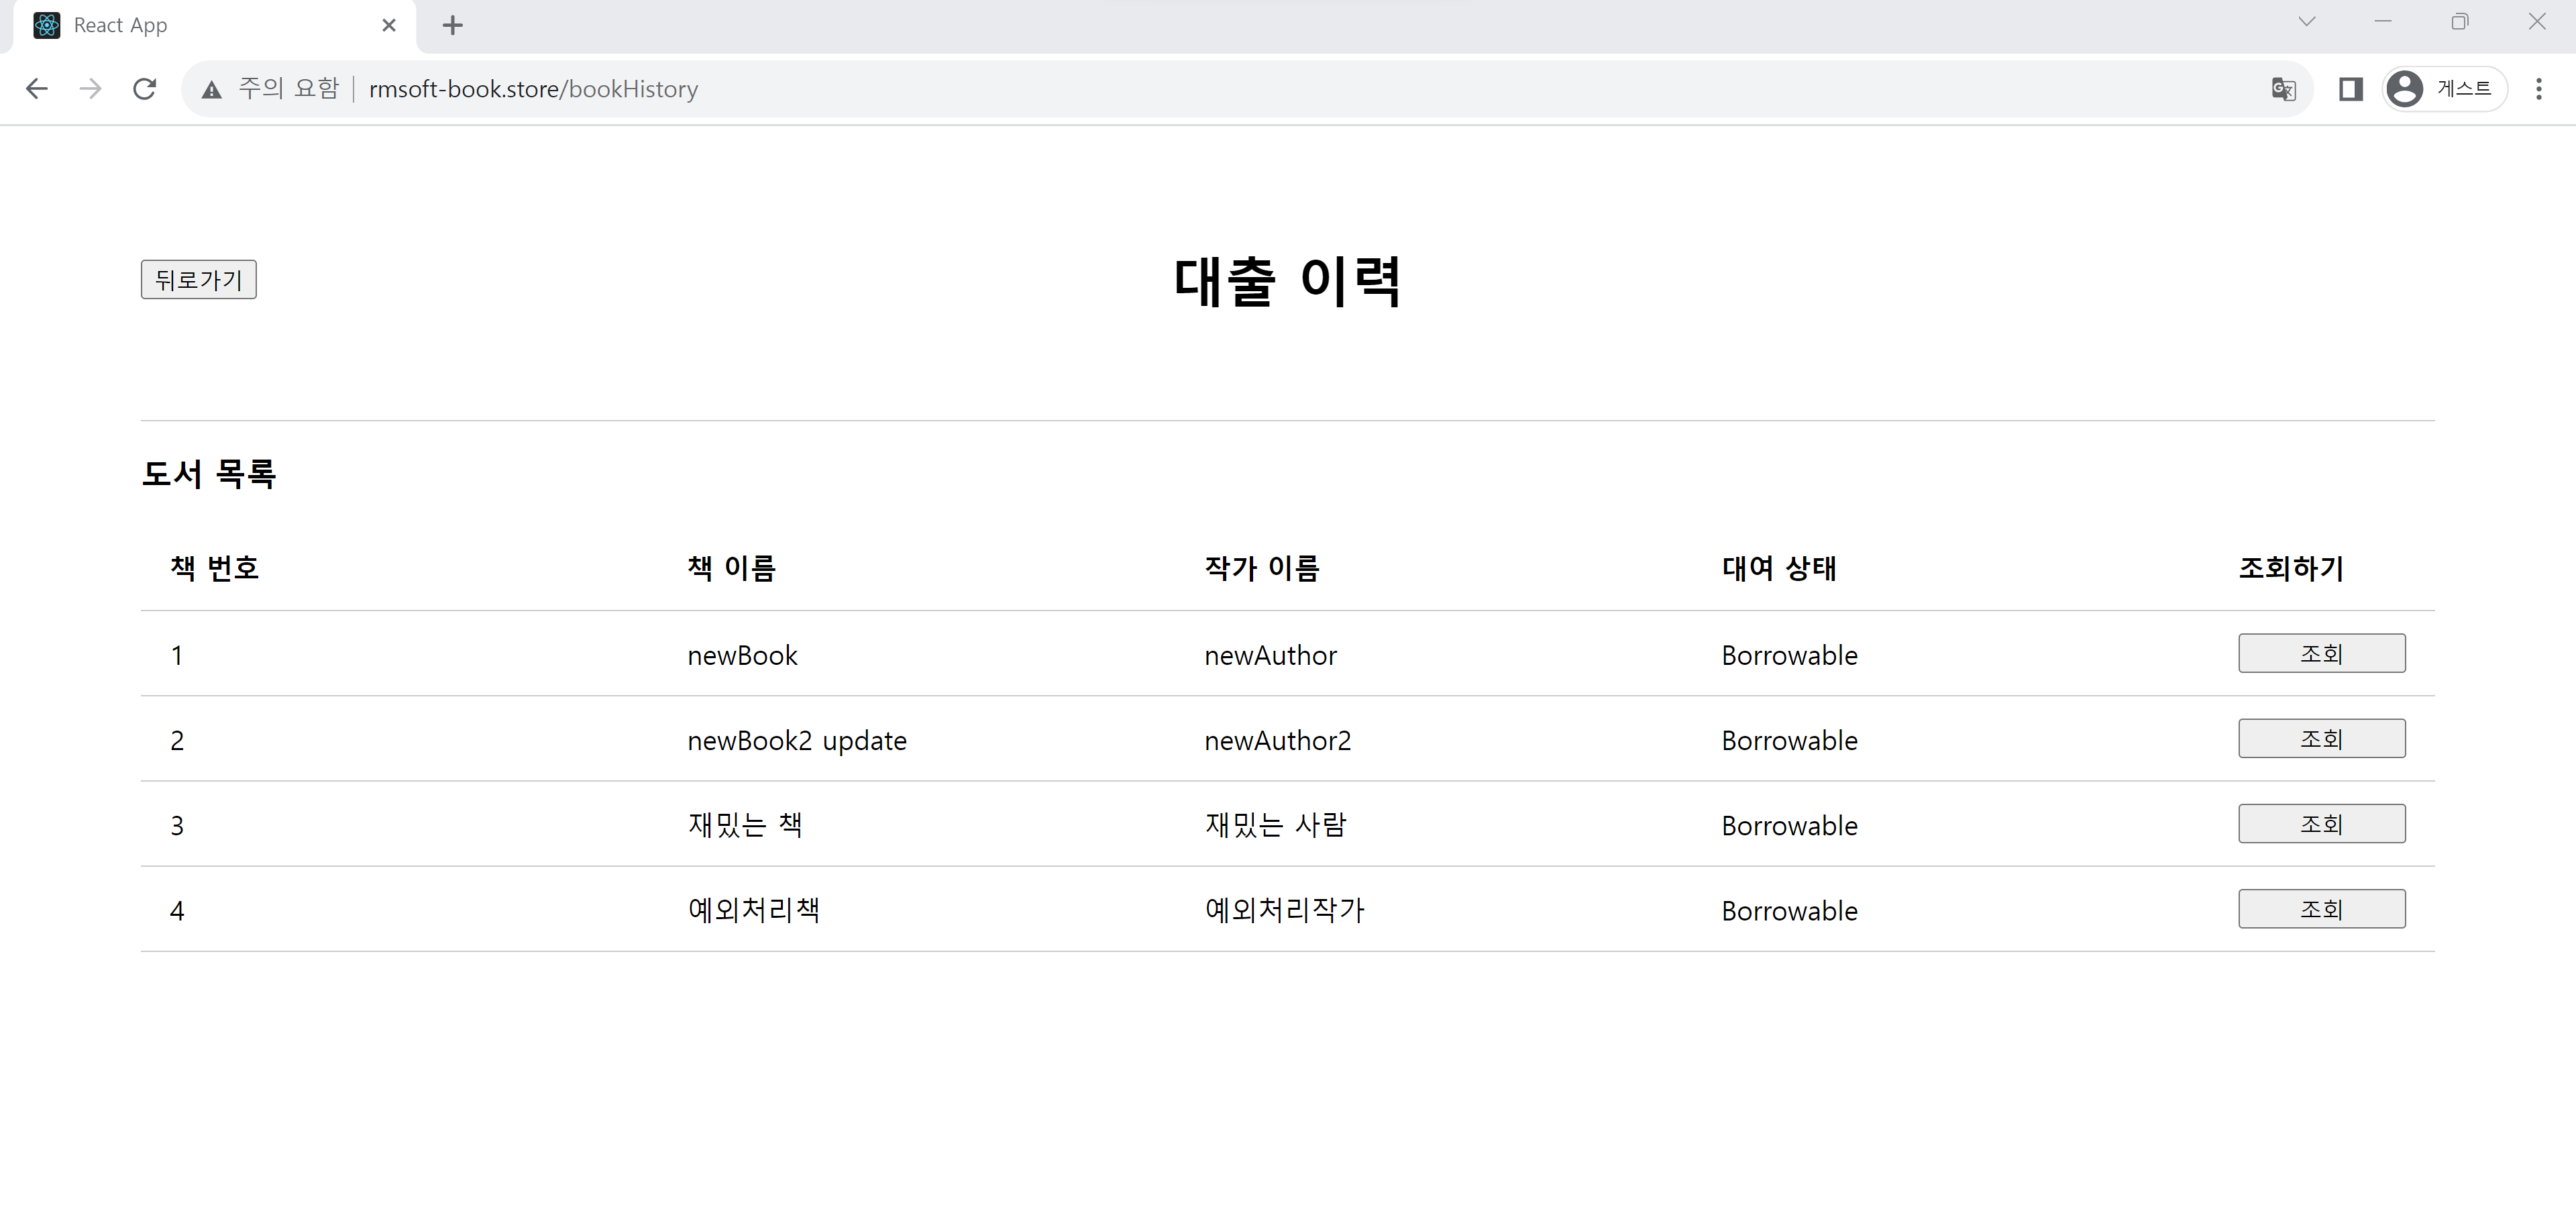 React App
주의 요함 rmsoft-book.store/bookHistory 게스트
뒤로가기 대출 이력
도서 목록
책 번호 책 이름 작가 이름 대여 상태 조회하기
1 newBook newAuthor Borrowable 조회
2 newBook2 update newAuthor2 Borrowable 조회
3 재밌는 책 재밌는 사람 Borrowable 조회
4 예외처리책 예외처리작가 Borrowable 조회